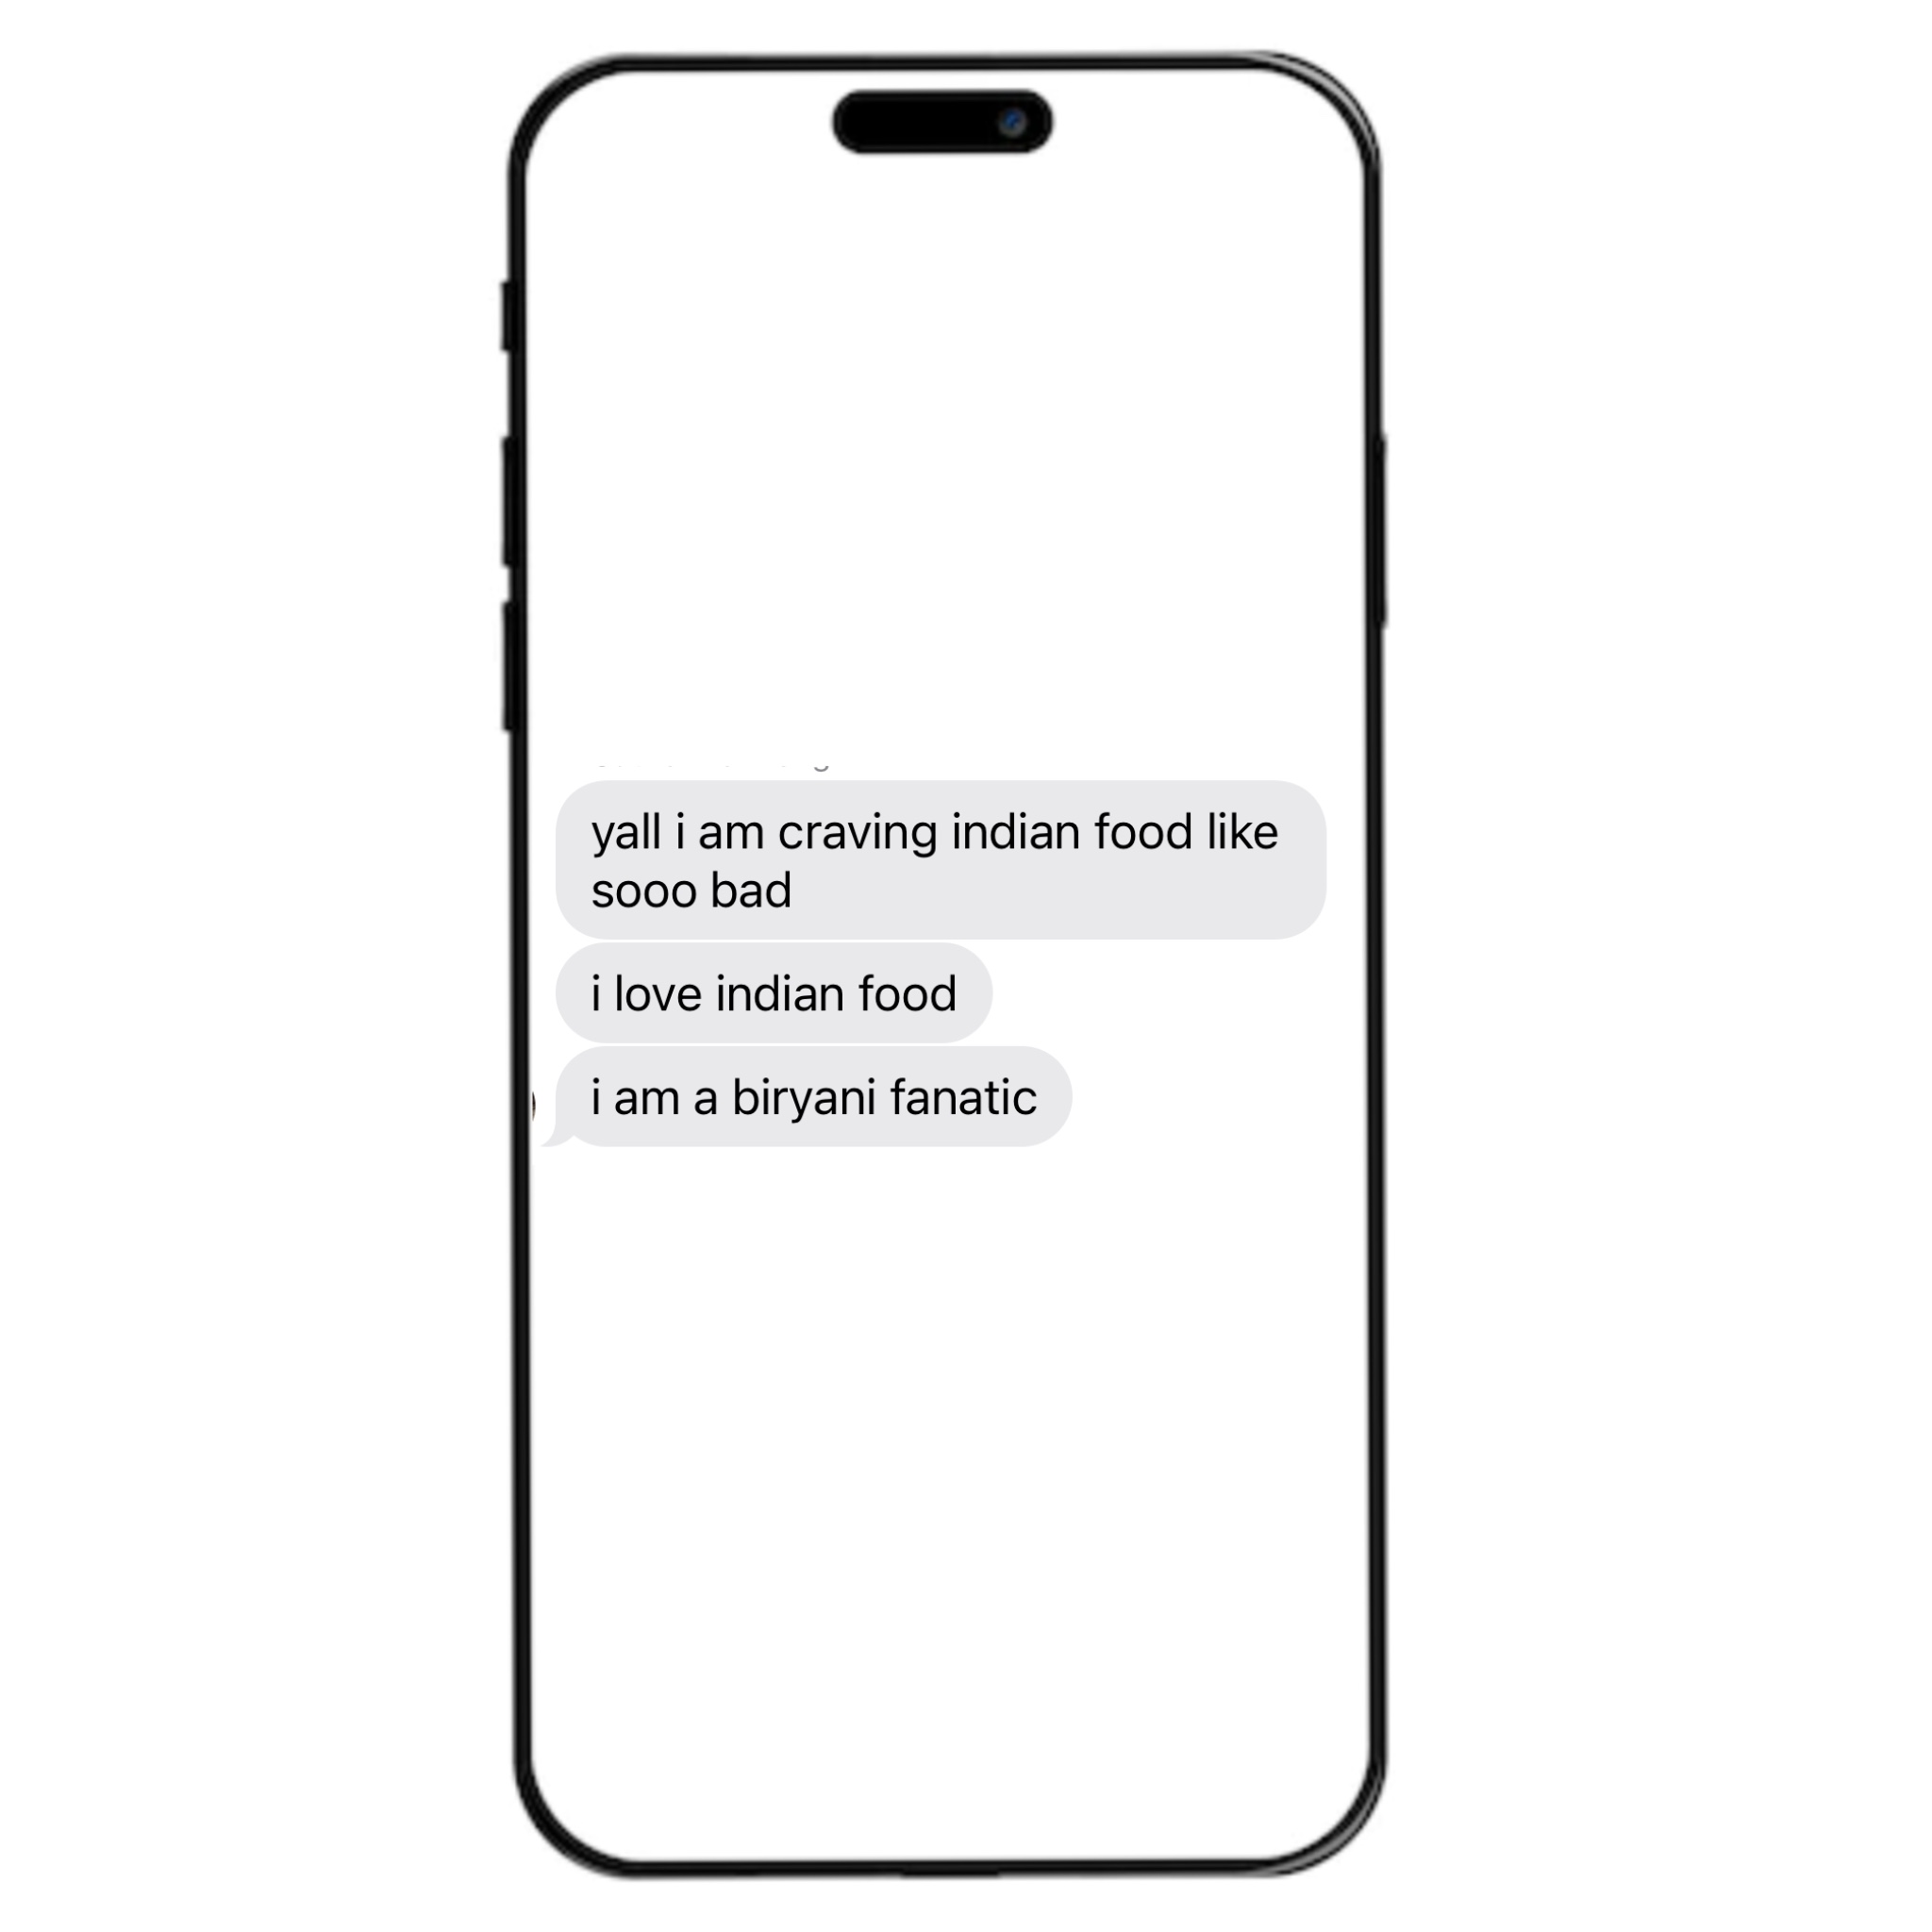 yall i am craving indian food like
sooo bad
i love indian food
i am a biryani fanatic